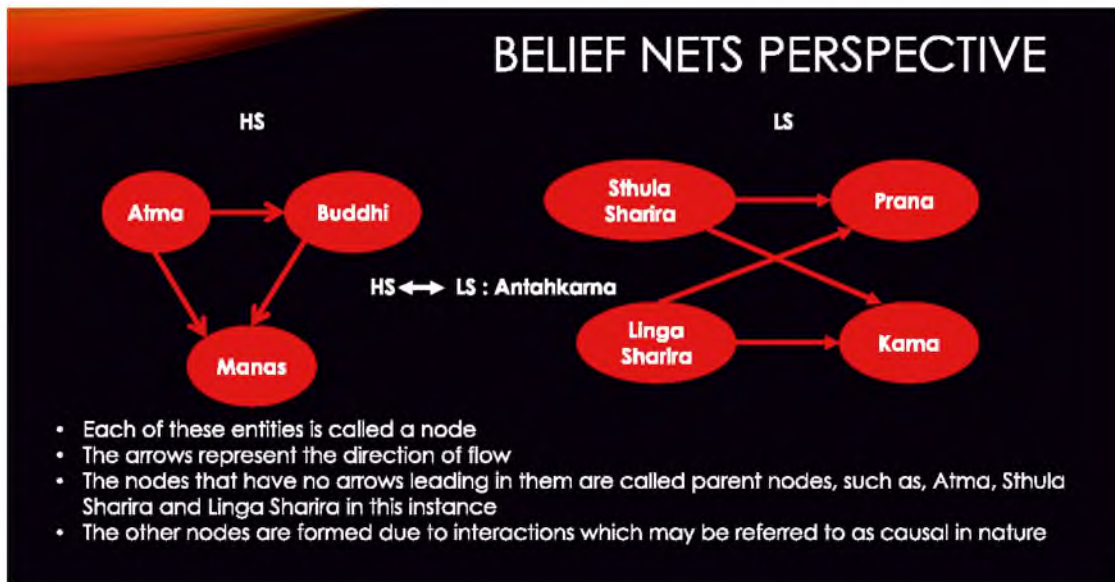 BELIEF NETS PERSPECTIVE
HS
LS
Atma
Buddhi
Manas
HS ↔ LS : Antahkarna
Sthula
Sharira
Prana
Linga
Sharira
Kama
• Each of these entities is called a node
• The arrows represent the direction of flow
• The nodes that have no arrows leading in them are called parent nodes, such as, Atma, Sthula
Sharira and Linga Sharira in this instance
• The other nodes are formed due to interactions which may be referred to as causal in nature